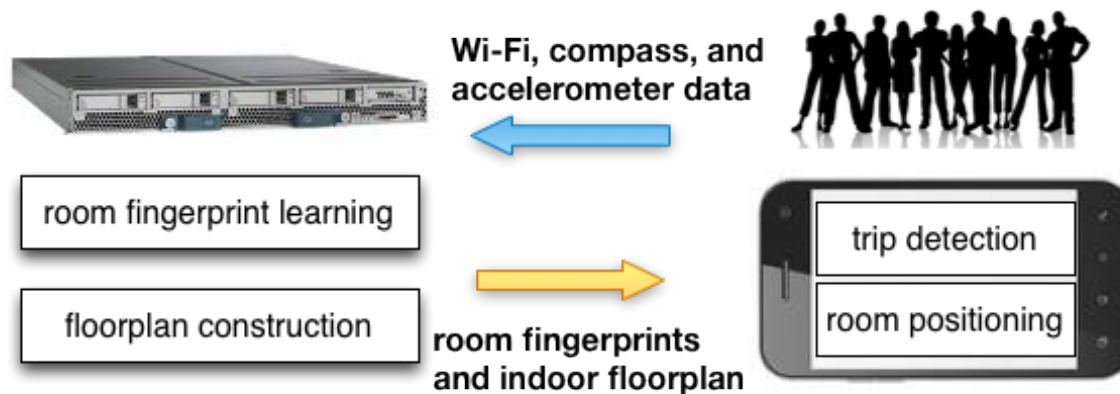 Wi-Fi, compass, and
accelerometer data
room fingerprint learning
trip detection
floorplan construction
room positioning
room fingerprints
and indoor floorplan